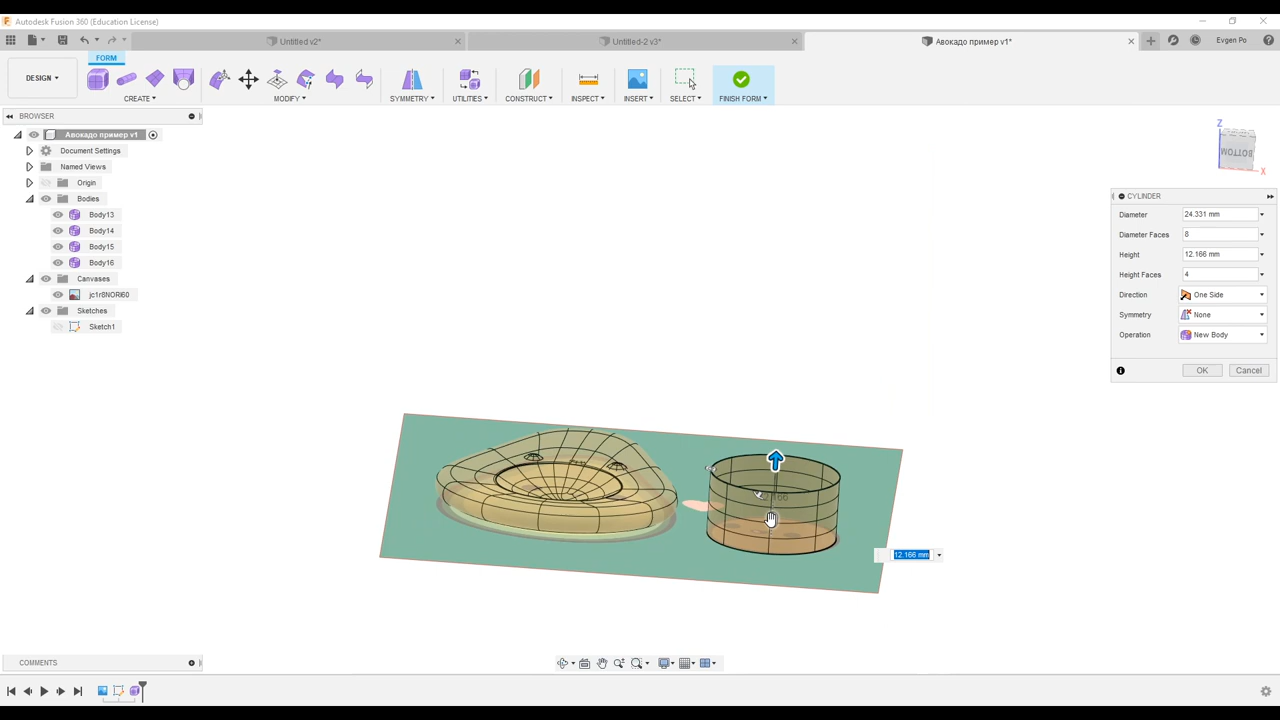 Autodesk Fusion 360 (Education License)
Untitled v2*
Untitled-2 v3*
Авокадо пример v1*
Evgen Po
FORM
DESIGN
CREATE
MODIFY
SYMMETRY
UTILITIES
CONSTRUCT
INSPECT
INSERT
SELECT
FINISH FORM
BROWSER
Авокадо пример v1
Document Settings
Named Views
Origin
Bodies
Body13
Body14
Body15
Body16
Canvases
jc1r8NORl60
Sketches
Sketch1
Z
BOTTOM
X
CYLINDER
Diameter 24.331 mm
Diameter Faces 8
Height 12.166 mm
Height Faces 4
Direction One Side
Symmetry None
Operation New Body
OK Cancel
12.166 mm
COMMENTS